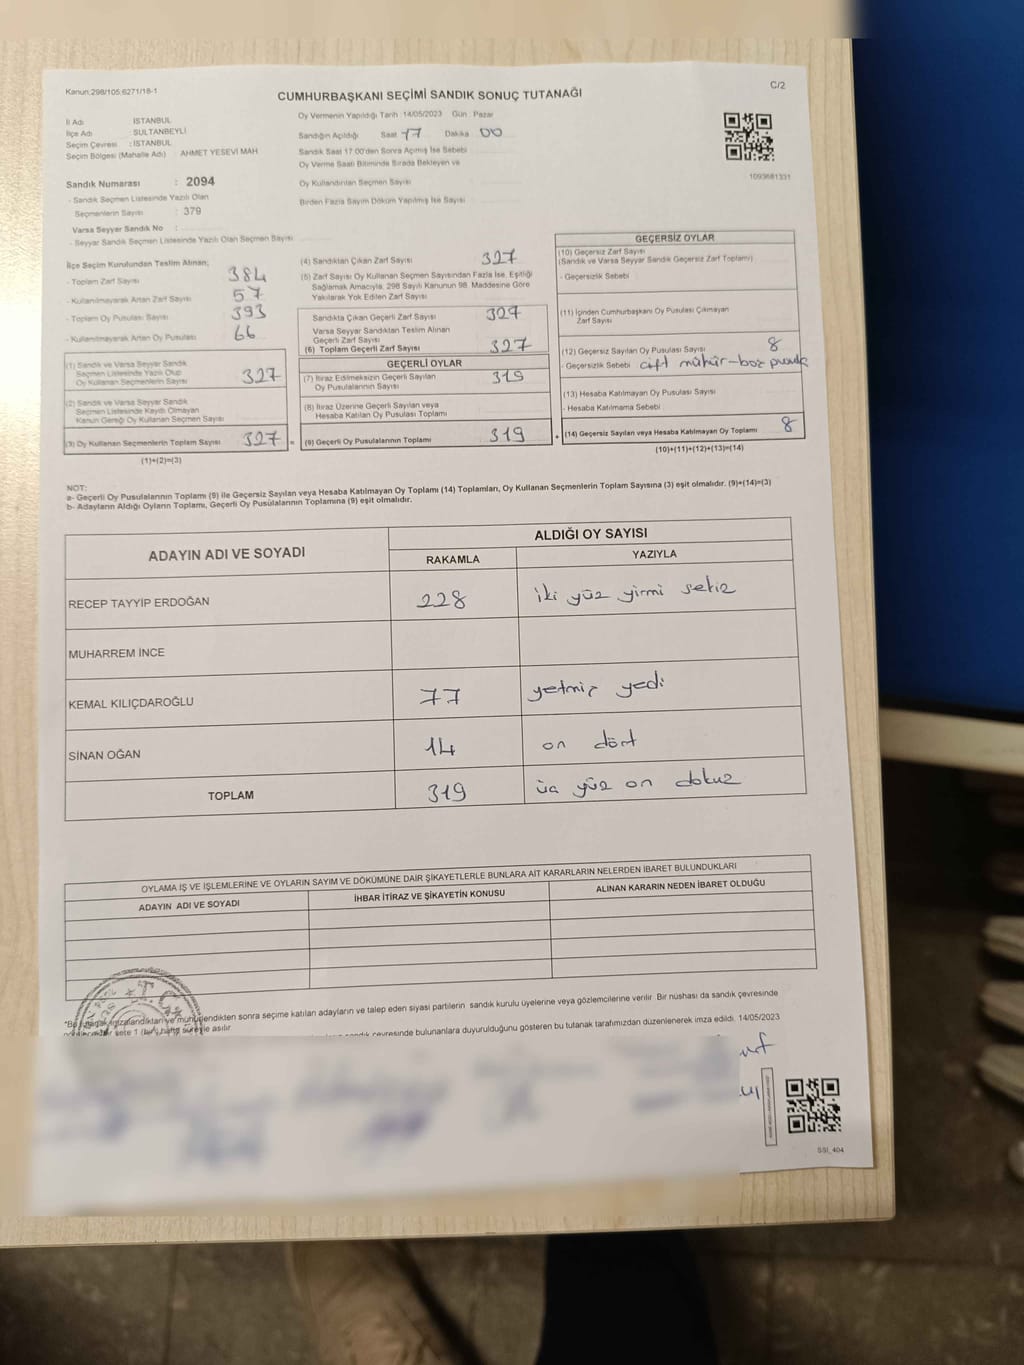 Kanun:298/105;6271/18-1
C/2
CUMHURBAŞKANI SEÇİMİ SANDIK SONUÇ TUTANAĞI
İl Adı : İSTANBUL
İlçe Adı : SULTANBEYLİ
Seçim Çevresi : İSTANBUL
Seçim Bölgesi (Mahalle Adı) : AHMET YESEVİ MAH
Sandık Numarası : 2094
- Sandık Seçmen Listesinde Yazılı Olan
Seçmenlerin Sayısı : 379
Varsa Seyyar Sandık No :
- Seyyar Sandık Seçmen Listesinde Yazılı Olan Seçmen Sayısı
Oy Vermenin Yapıldığı Tarih 14/05/2023 Gün Pazar
Sandığın Açıldığı Saat 17 Dakika 00
Sandık Saat 17:00'den Sonra Açılmış İse Sebebi
Oy Verme Saati Bitiminde Sırada Bekleyen ve
Oy Kullandırılan Seçmen Sayısı
Birden Fazla Sayım Döküm Yapılmış İse Sayısı
1093681331
İlçe Seçim Kurulundan Teslim Alınan;
- Toplam Zarf Sayısı 384
- Kullanılmayarak Artan Zarf Sayısı 57
- Toplam Oy Pusulası Sayısı 393
- Kullanılmayarak Artan Oy Pusulası 66
(1) Sandık ve Varsa Seyyar Sandık
Seçmen Listesinde Yazılı Olup
Oy Kullanan Seçmenlerin Sayısı 327
(2) Sandık ve Varsa Seyyar Sandık
Seçmen Listesinde Kaydı Olmayan
Kanun Gereği Oy Kullanan Seçmen Sayısı
(3) Oy Kullanan Seçmenlerin Toplam Sayısı 327 =
(1)+(2)=(3)
(4) Sandıktan Çıkan Zarf Sayısı 327
(5) Zarf Sayısı Oy Kullanan Seçmen Sayısından Fazla İse, Eşitliği
Sağlamak Amacıyla, 298 Sayılı Kanunun 98. Maddesine Göre
Yakılarak Yok Edilen Zarf Sayısı
Sandıkta Çıkan Geçerli Zarf Sayısı 327
Varsa Seyyar Sandıktan Teslim Alınan
Geçerli Zarf Sayısı
(6) Toplam Geçerli Zarf Sayısı 327
GEÇERLİ OYLAR
(7) İtiraz Edilmeksizin Geçerli Sayılan
Oy Pusulalarının Sayısı 319
(8) İtiraz Üzerine Geçerli Sayılan veya
Hesaba Katılan Oy Pusulası Toplamı
(9) Geçerli Oy Pusulalarının Toplamı 319 +
GEÇERSİZ OYLAR
(10) Geçersiz Zarf Sayısı
(Sandık ve Varsa Seyyar Sandık Geçersiz Zarf Toplamı)
- Geçersizlik Sebebi
(11) İçinden Cumhurbaşkanı Oy Pusulası Çıkmayan
Zarf Sayısı
(12) Geçersiz Sayılan Oy Pusulası Sayısı 8
- Geçersizlik Sebebi çift mühür-boş pusula
(13) Hesaba Katılmayan Oy Pusulası Sayısı
- Hesaba Katılmama Sebebi
(14) Geçersiz Sayılan veya Hesaba Katılmayan Oy Toplamı 8
(10)+(11)+(12)+(13)=(14)
NOT:
a- Geçerli Oy Pusulalarının Toplamı (9) ile Geçersiz Sayılan veya Hesaba Katılmayan Oy Toplamı (14) Toplamları, Oy Kullanan Seçmenlerin Toplam Sayısına (3) eşit olmalıdır. (9)+(14)=(3)
b- Adayların Aldığı Oyların Toplamı, Geçerli Oy Pusulalarının Toplamına (9) eşit olmalıdır.
ADAYIN ADI VE SOYADI
ALDIĞI OY SAYISI
RAKAMLA YAZIYLA
RECEP TAYYİP ERDOĞAN 228 iki yüz yirmi sekiz
MUHARREM İNCE
KEMAL KILIÇDAROĞLU 77 yetmiş yedi
SİNAN OĞAN 14 on dört
TOPLAM 319 üç yüz on dokuz
OYLAMA İŞ VE İŞLEMLERİNE VE OYLARIN SAYIM VE DÖKÜMÜNE DAİR ŞİKAYETLERLE BUNLARA AİT KARARLARIN NELERDEN İBARET BULUNDUKLARI
ADAYIN ADI VE SOYADI İHBAR İTİRAZ VE ŞİKAYETİN KONUSU ALINAN KARARIN NEDEN İBARET OLDUĞU
*Bu tutanak imzalandıktan ve mühürlendikten sonra seçime katılan adayların ve talep eden siyasi partilerin sandık kurulu üyelerine veya gözlemcilerine verilir. Bir nüshası da sandık çevresinde
sete 1 (bir) hafta süreyle asılır.
sandık çevresinde bulunanlara duyurulduğunu gösteren bu tutanak tarafımızdan düzenlenerek imza edildi. 14/05/2023
SSİ_404